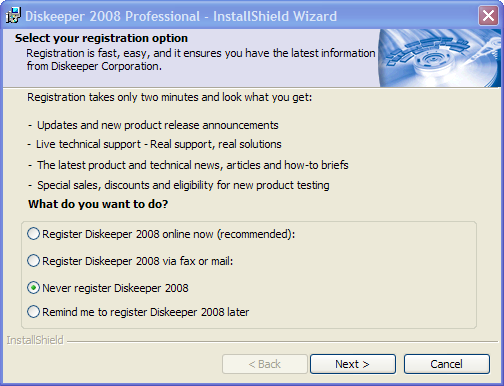 Diskeeper 2008 Professional - InstallShield Wizard
Select your registration option
Registration is fast, easy, and it ensures you have the latest information
from Diskeeper Corporation.
Registration takes only two minutes and look what you get:
- Updates and new product release announcements
- Live technical support - Real support, real solutions
- The latest product and technical news, articles and how-to briefs
- Special sales, discounts and eligibility for new product testing
What do you want to do?
Register Diskeeper 2008 online now (recommended):
Register Diskeeper 2008 via fax or mail:
Never register Diskeeper 2008
Remind me to register Diskeeper 2008 later
InstallShield
< Back Next > Cancel